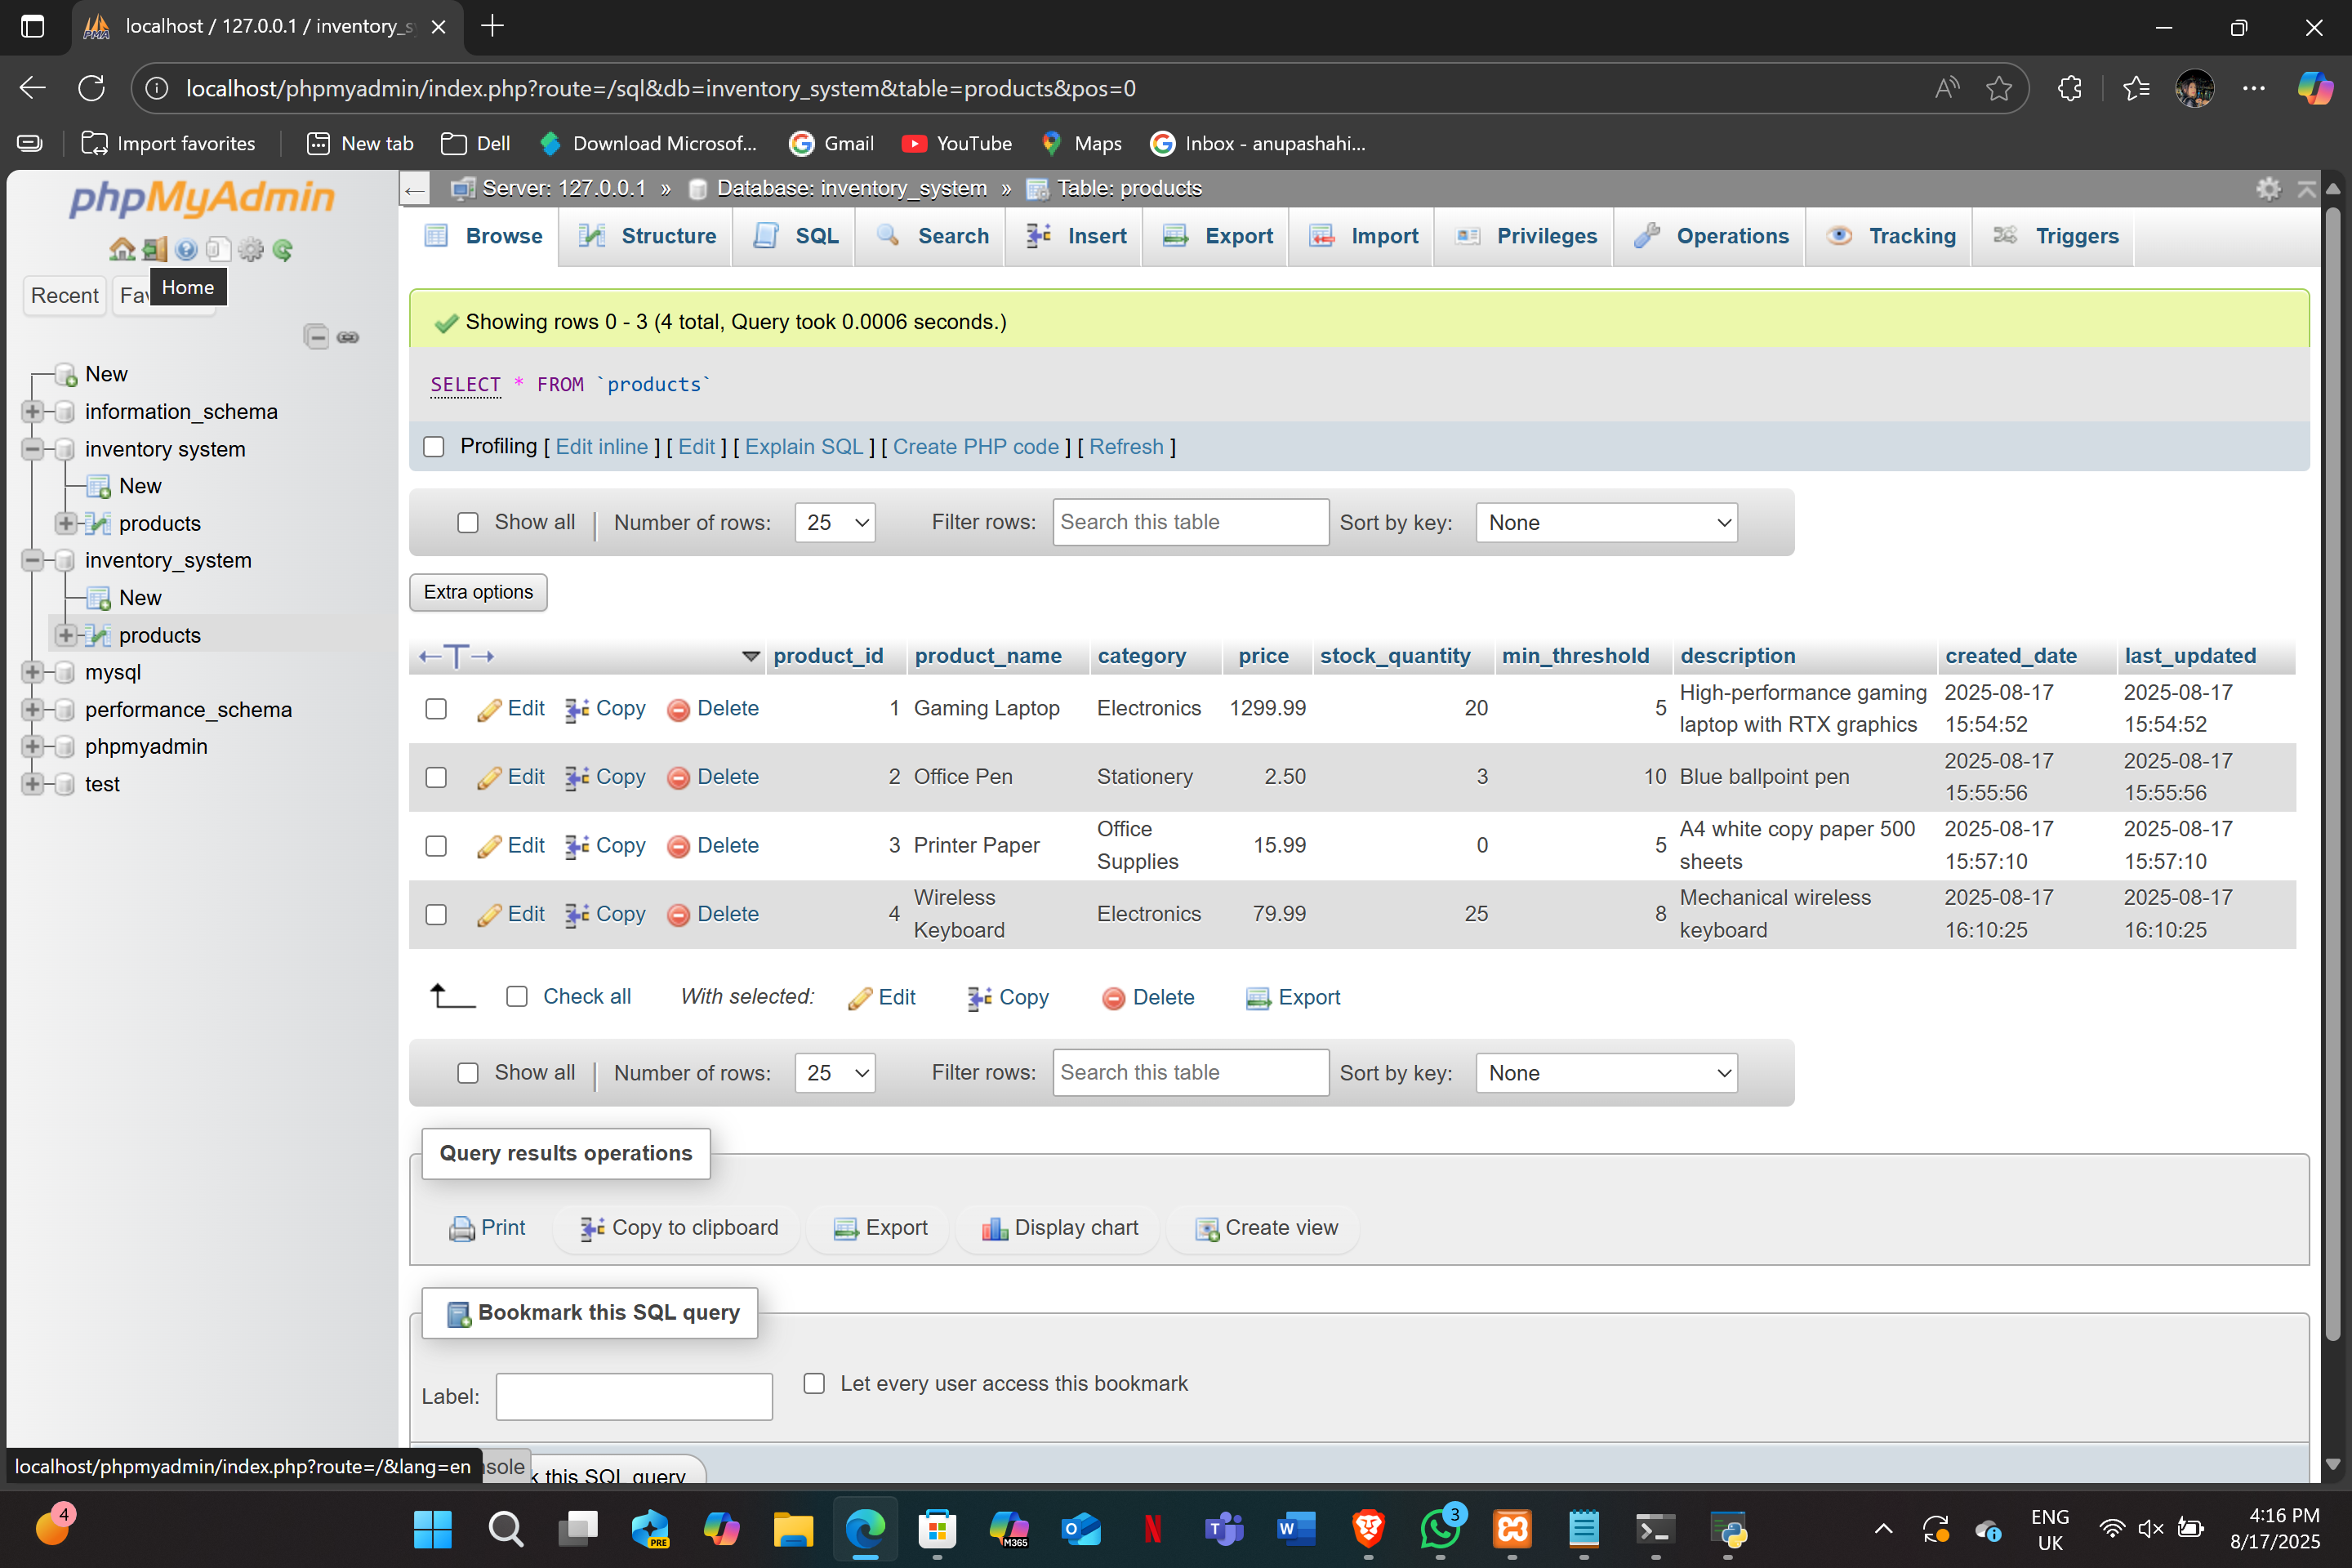 localhost / 127.0.0.1 / inventory_s
localhost/phpmyadmin/index.php?route=/sql&db=inventory_system&table=products&pos=0
Import favorites New tab Dell Download Microsof... Gmail YouTube Maps Inbox - anupashahi...
phpMyAdmin
Home
Recent Fav
New
information_schema
inventory system
New
products
inventory_system
New
products
mysql
performance_schema
phpmyadmin
test
Server: 127.0.0.1 » Database: inventory_system » Table: products
Browse Structure SQL Search Insert Export Import Privileges Operations Tracking Triggers
Showing rows 0 - 3 (4 total, Query took 0.0006 seconds.)
SELECT * FROM `products`
Profiling [ Edit inline ] [ Edit ] [ Explain SQL ] [ Create PHP code ] [ Refresh ]
Show all Number of rows: 25 Filter rows: Search this table Sort by key: None
Extra options
product_id product_name category price stock_quantity min_threshold description created_date last_updated
Edit Copy Delete 1 Gaming Laptop Electronics 1299.99 20 5 High-performance gaming laptop with RTX graphics 2025-08-17 15:54:52 2025-08-17 15:54:52
Edit Copy Delete 2 Office Pen Stationery 2.50 3 10 Blue ballpoint pen 2025-08-17 15:55:56 2025-08-17 15:55:56
Edit Copy Delete 3 Printer Paper Office Supplies 15.99 0 5 A4 white copy paper 500 sheets 2025-08-17 15:57:10 2025-08-17 15:57:10
Edit Copy Delete 4 Wireless Keyboard Electronics 79.99 25 8 Mechanical wireless keyboard 2025-08-17 16:10:25 2025-08-17 16:10:25
Check all With selected: Edit Copy Delete Export
Show all Number of rows: 25 Filter rows: Search this table Sort by key: None
Query results operations
Print Copy to clipboard Export Display chart Create view
Bookmark this SQL query
Label: Let every user access this bookmark
localhost/phpmyadmin/index.php?route=/&lang=en nsole k this SQL query
4 PRE M365 3 ENG UK 4:16 PM 8/17/2025